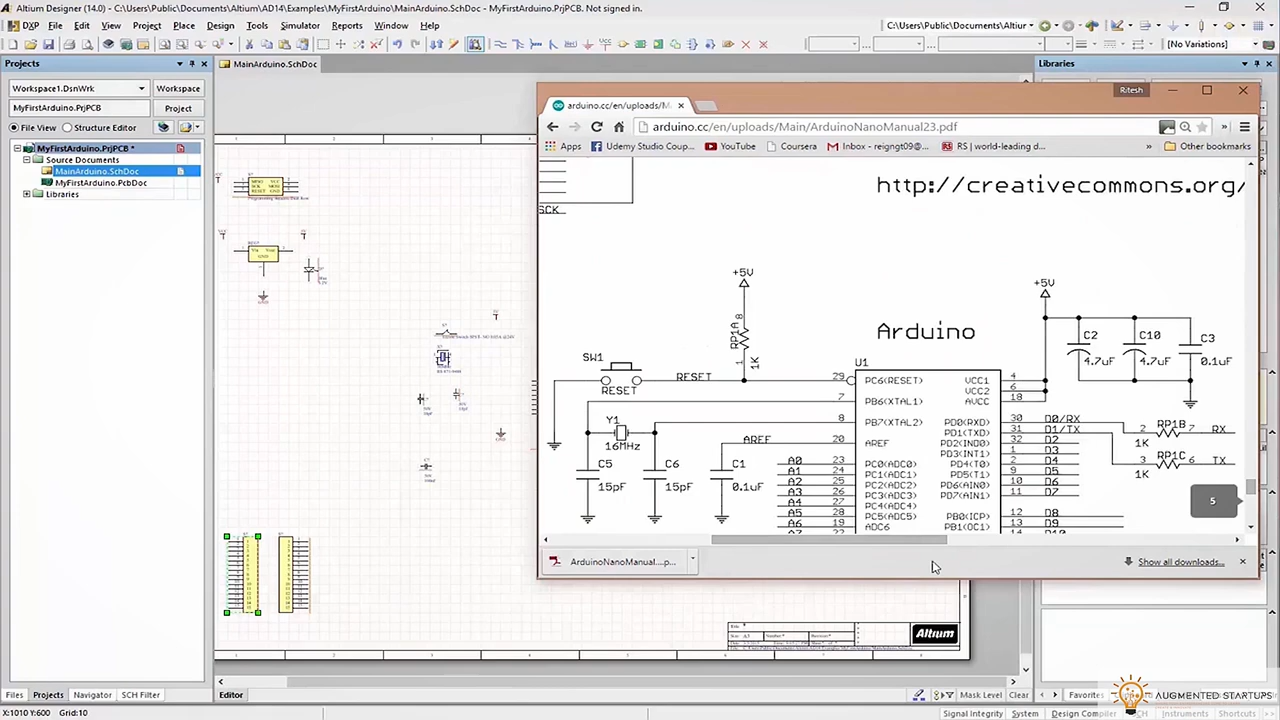 Altium Designer (14.0) - C:\Users\Public\Documents\Altium\AD14\Examples\MyFirstArduino\MainArduino.SchDoc - MyFirstArduino.PrjPCB. Not signed in.
DXP File Edit View Project Place Design Tools Simulator Reports Window Help
C:\Users\Public\Documents\Altiun
[No Variations]
Projects
MainArduino.SchDoc
Libraries
Workspace1.DsnWrk
Workspace
MyFirstArduino.PrjPCB
Project
File View Structure Editor
MyFirstArduino.PrjPCB *
Source Documents
MainArduino.SchDoc
MyFirstArduino.PcbDoc
Libraries
Ritesh
arduino.cc/en/uploads/M
arduino.cc/en/uploads/Main/ArduinoNanoManual23.pdf
Apps Udemy Studio Coup... YouTube Coursera Inbox - reigngt09@... RS | world-leading d... » Other bookmarks
http://creativecommons.org/
SCK
+5V
+5V
RP1A
8
1
1K
Arduino
C2
4.7uF
C10
4.7uF
C3
0.1uF
SW1
RESET
RESET
U1
29 PC6(RESET) VCC1 4
VCC2 6
7 PB6(XTAL1) AVCC 18
8 PB7(XTAL2) PD0(RXD) 30 D0/RX
PD1(TXD) 31 D1/TX
AREF 20 AREF PD2(INT0) 32 D2
PD3(INT1) 1 D3
A0 23 PC0(ADC0) PD4(T0) 2 D4
A1 24 PC1(ADC1) PD5(T1) 9 D5
A2 25 PC2(ADC2) PD6(AIN0) 10 D6
A3 26 PC3(ADC3) PD7(AIN1) 11 D7
A4 27 PC4(ADC4)
A5 28 PC5(ADC5) PB0(ICP) 12 D8
A6 19 ADC6 PB1(OC1) 13 D9
Y1
16MHz
C5
15pF
C6
15pF
C1
0.1uF
2 RP1B 7 RX
1K
3 RP1C 6 TX
1K
5
ArduinoNanoManual....p...
Show all downloads...
Altium
Files Projects Navigator SCH Filter
Editor
Mask Level Clear
Favorites
AUGMENTED STARTUPS
X:1010 Y:600 Grid:10
Signal Integrity System Design Compiler Instruments Shortcuts